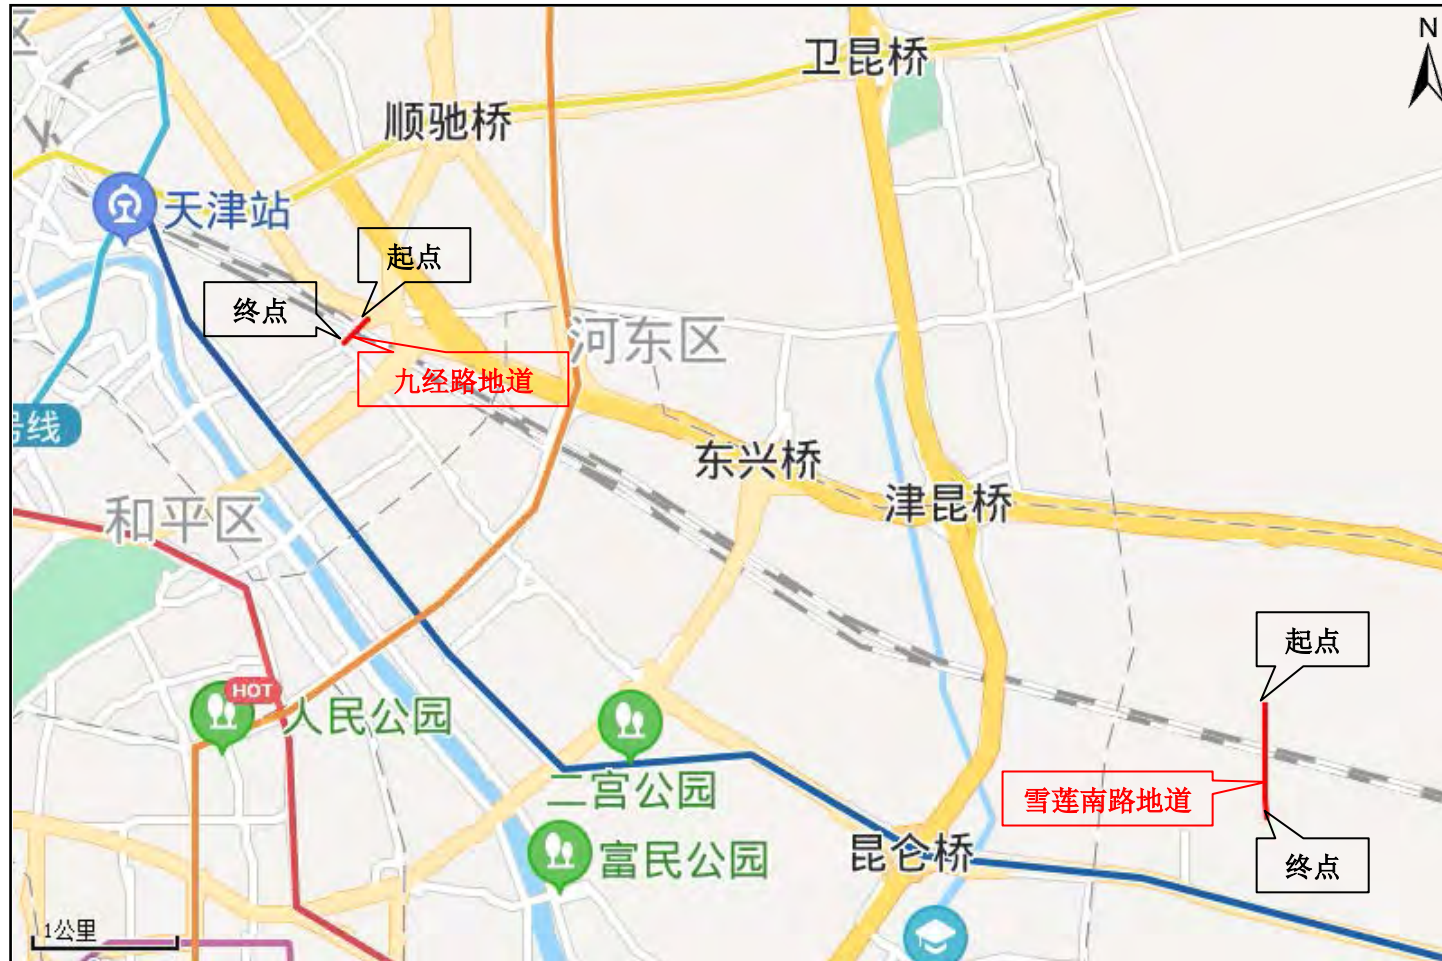 区
N
卫昆桥
顺驰桥
天津站
起点
终点
河东区
九经路地道
号线
东兴桥
津昆桥
和平区
起点
HOT
人民公园
二宫公园
雪莲南路地道
富民公园
昆仑桥
终点
1公里